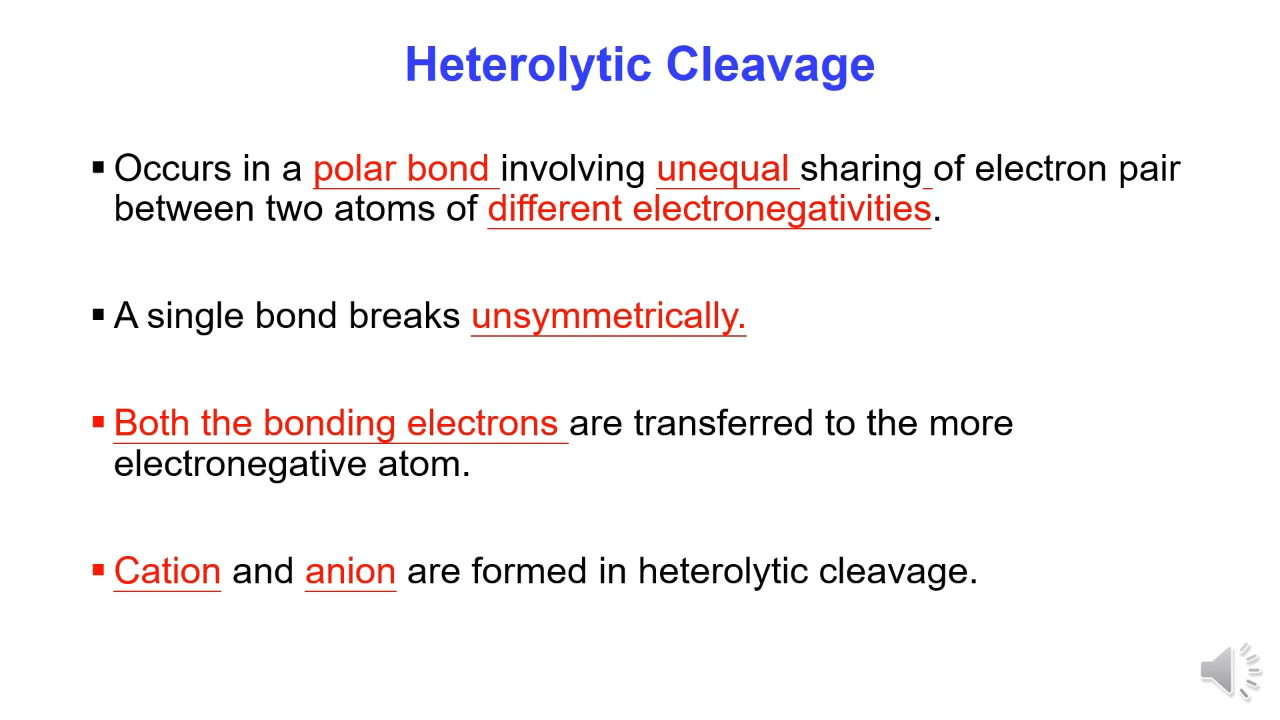 Heterolytic Cleavage
▪ Occurs in a polar bond involving unequal sharing of electron pair
between two atoms of different electronegativities.
▪ A single bond breaks unsymmetrically.
▪ Both the bonding electrons are transferred to the more
electronegative atom.
▪ Cation and anion are formed in heterolytic cleavage.